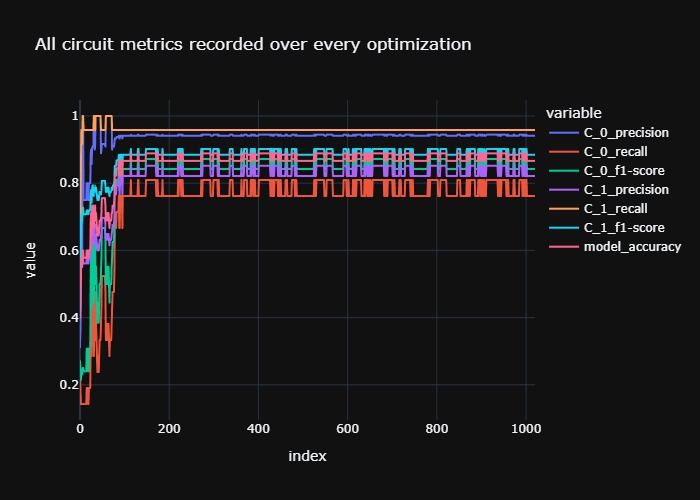 All circuit metrics recorded over every optimization
variable
C_0_precision
C_0_recall
C_0_f1-score
C_1_precision
C_1_recall
C_1_f1-score
model_accuracy
value
1
0.8
0.6
0.4
0.2
0 200 400 600 800 1000
index